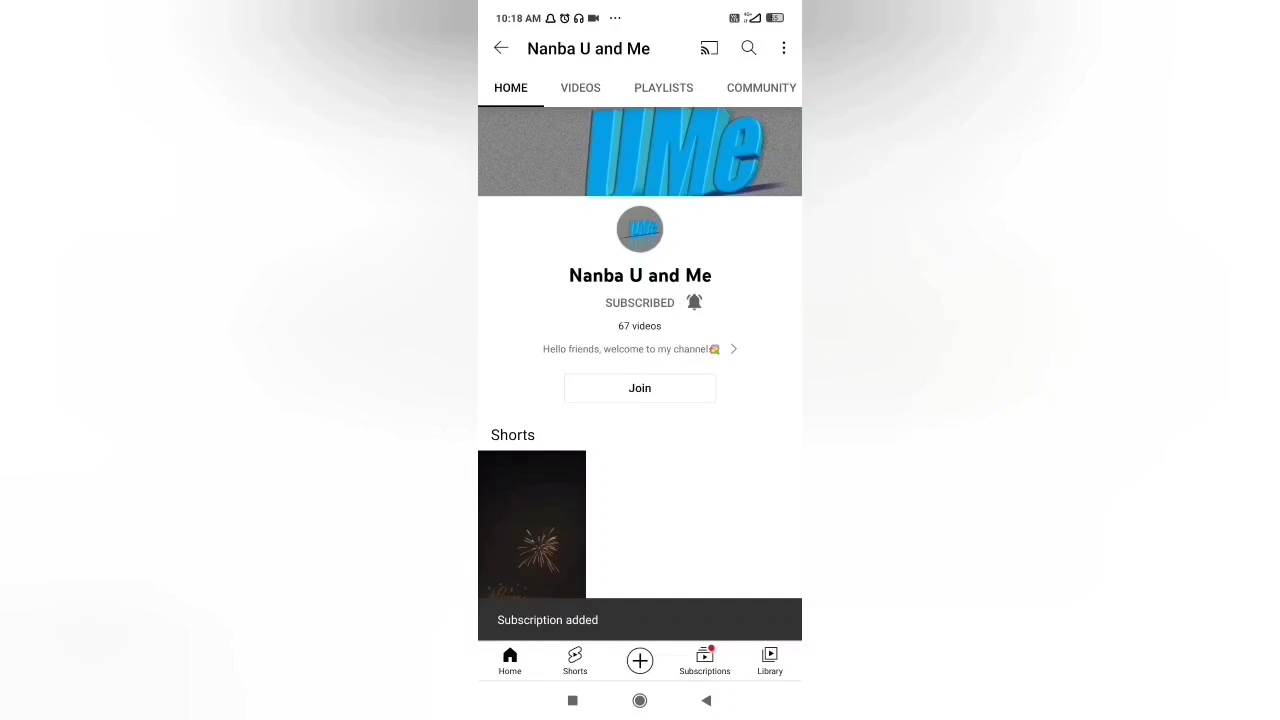 10:18 AM
Nanba U and Me
HOME VIDEOS PLAYLISTS COMMUNITY
UMe
UMe
Nanba U and Me
SUBSCRIBED
67 videos
Hello friends, welcome to my channel🥰
Join
Shorts
Subscription added
Home Shorts Subscriptions Library